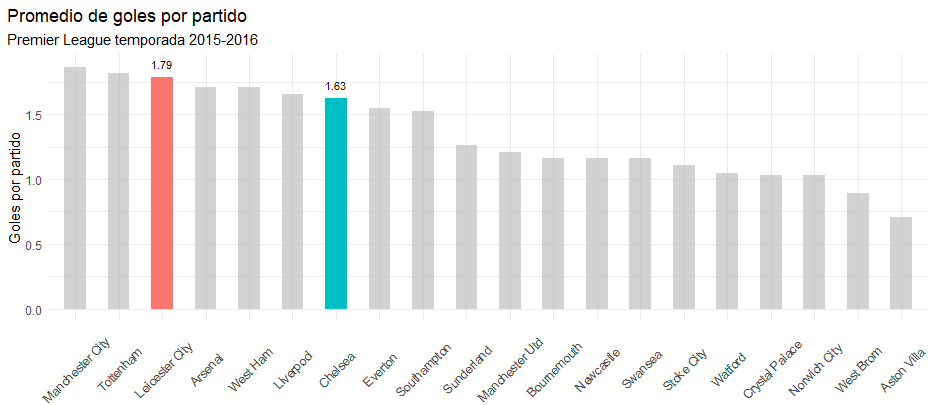 Promedio de goles por partido
Premier League temporada 2015-2016
Goles por partido
1.5
1.0
0.5
0.0
1.79
1.63
Manchester City
Tottenham
Leicester City
Arsenal
West Ham
Liverpool
Chelsea
Everton
Southampton
Sunderland
Manchester Utd
Bournemouth
Newcastle
Swansea
Stoke City
Watford
Crystal Palace
Norwich City
West Brom
Aston Villa